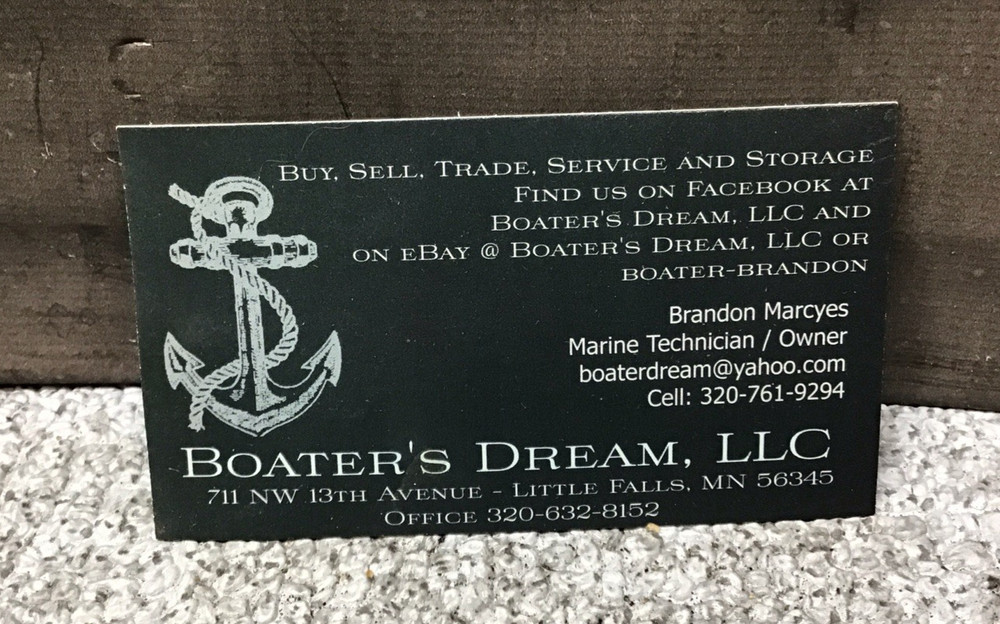 Buy, Sell, Trade, Service and Storage
Find us on Facebook at
Boater's Dream, LLC and
on eBay @ Boater's Dream, LLC or
boater-brandon
Brandon Marcyes
Marine Technician / Owner
boaterdream@yahoo.com
Cell: 320-761-9294
Boater's Dream, LLC
711 NW 13th Avenue - Little Falls, MN 56345
Office 320-632-8152